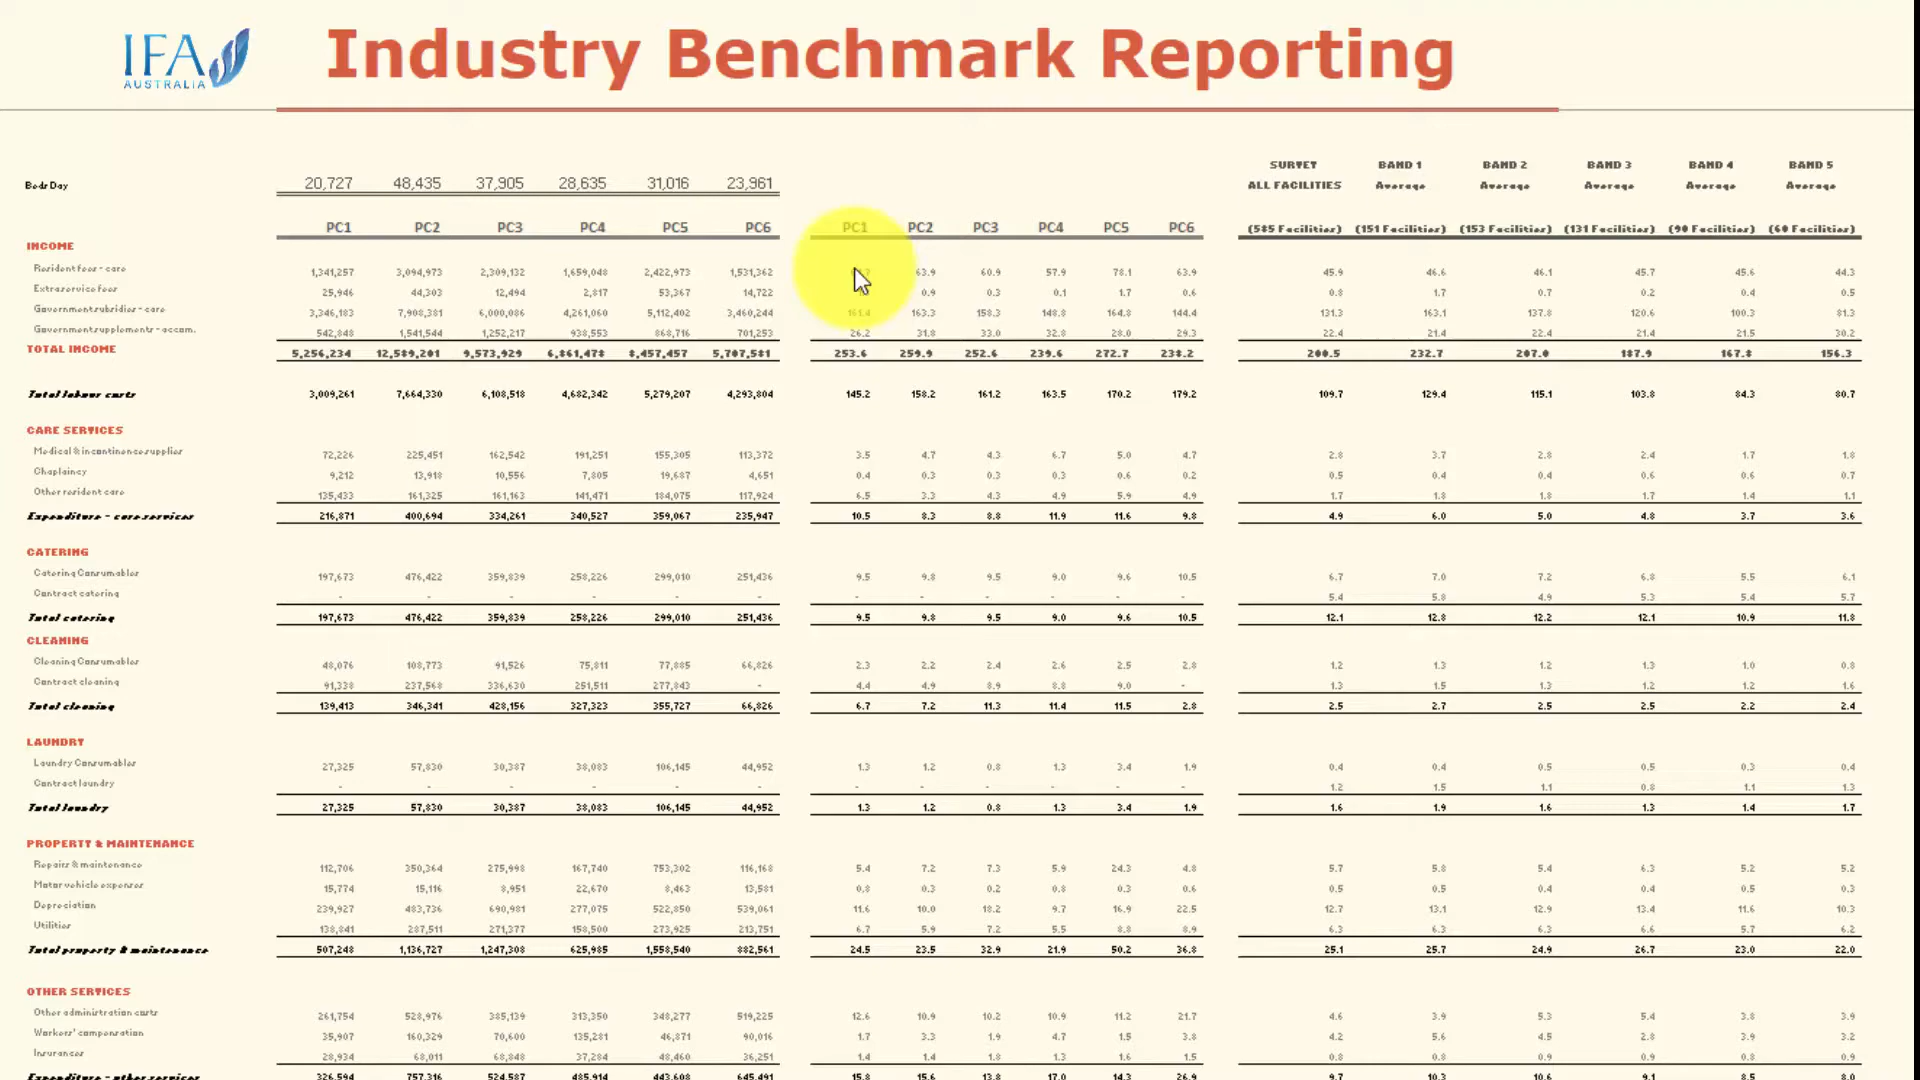 IFA
AUSTRALIA
Industry Benchmark Reporting
SURVEY BAND 1 BAND 2 BAND 3 BAND 4 BAND 5
Beds Day 20,727 48,435 37,905 28,635 31,016 23,961 ALL FACILITIES Average Average Average Average Average
PC1 PC2 PC3 PC4 PC5 PC6 PC1 PC2 PC3 PC4 PC5 PC6 (585 Facilities) (151 Facilities) (153 Facilities) (131 Facilities) (90 Facilities) (60 Facilities)
INCOME
Resident fees - care 1,341,257 3,094,973 2,309,132 1,659,048 2,422,973 1,531,362 63.9 60.9 57.9 78.1 63.9 45.9 46.6 46.1 45.7 45.6 44.3
Extra service fees 25,946 44,303 12,494 2,817 53,367 14,722 0.9 0.3 0.1 1.7 0.6 0.8 1.7 0.7 0.2 0.4 0.5
Government subsidies - care 3,346,183 7,908,381 6,000,086 4,261,060 5,112,402 3,460,244 161.4 163.3 158.3 148.8 164.8 144.4 131.3 163.1 137.8 120.6 100.3 81.3
Government supplements - accom. 542,848 1,541,544 1,252,217 938,553 868,716 701,253 26.2 31.8 33.0 32.8 28.0 29.3 22.4 21.4 22.4 21.4 21.5 30.2
TOTAL INCOME 5,256,234 12,589,201 9,573,929 6,861,478 8,457,457 5,707,581 253.6 259.9 252.6 239.6 272.7 238.2 200.5 232.7 207.0 187.9 167.8 156.3
Total labour costs 3,009,261 7,664,330 6,108,518 4,682,342 5,279,207 4,293,804 145.2 158.2 161.2 163.5 170.2 179.2 109.7 129.4 115.1 103.8 84.3 80.7
CARE SERVICES
Medical & incontinence supplies 72,226 225,451 162,542 191,251 155,305 113,372 3.5 4.7 4.3 6.7 5.0 4.7 2.8 3.7 2.8 2.4 1.7 1.8
Chaplaincy 9,212 13,918 10,556 7,805 19,687 4,651 0.4 0.3 0.3 0.3 0.6 0.2 0.5 0.4 0.4 0.6 0.6 0.7
Other resident care 135,433 161,325 161,163 141,471 184,075 117,924 6.5 3.3 4.3 4.9 5.9 4.9 1.7 1.8 1.8 1.7 1.4 1.1
Expenditure - care services 216,871 400,694 334,261 340,527 359,067 235,947 10.5 8.3 8.8 11.9 11.6 9.8 4.9 6.0 5.0 4.8 3.7 3.6
CATERING
Catering Consumables 197,673 476,422 359,839 258,226 299,010 251,436 9.5 9.8 9.5 9.0 9.6 10.5 6.7 7.0 7.2 6.8 5.5 6.1
Contract catering - - - - - - - - - - - - 5.4 5.8 4.9 5.3 5.4 5.7
Total catering 197,673 476,422 359,839 258,226 299,010 251,436 9.5 9.8 9.5 9.0 9.6 10.5 12.1 12.8 12.2 12.1 10.9 11.8
CLEANING
Cleaning Consumables 48,076 108,773 91,526 75,811 77,885 66,826 2.3 2.2 2.4 2.6 2.5 2.8 1.2 1.3 1.2 1.3 1.0 0.8
Contract cleaning 91,338 237,568 336,630 251,511 277,843 - 4.4 4.9 8.9 8.8 9.0 - 1.3 1.5 1.3 1.2 1.2 1.6
Total cleaning 139,413 346,341 428,156 327,323 355,727 66,826 6.7 7.2 11.3 11.4 11.5 2.8 2.5 2.7 2.5 2.5 2.2 2.4
LAUNDRY
Laundry Consumables 27,325 57,830 30,387 38,083 106,145 44,952 1.3 1.2 0.8 1.3 3.4 1.9 0.4 0.4 0.5 0.5 0.3 0.4
Contract laundry - - - - - - - - - - - - 1.2 1.5 1.1 0.8 1.1 1.3
Total laundry 27,325 57,830 30,387 38,083 106,145 44,952 1.3 1.2 0.8 1.3 3.4 1.9 1.6 1.9 1.6 1.3 1.4 1.7
PROPERTY & MAINTENANCE
Repairs & maintenance 112,706 350,364 275,998 167,740 753,302 116,168 5.4 7.2 7.3 5.9 24.3 4.8 5.7 5.8 5.4 6.3 5.2 5.2
Motor vehicle expenses 15,774 15,116 8,951 22,670 8,463 13,581 0.8 0.3 0.2 0.8 0.3 0.6 0.5 0.5 0.4 0.4 0.5 0.3
Depreciation 239,927 483,736 690,981 277,075 522,850 539,061 11.6 10.0 18.2 9.7 16.9 22.5 12.7 13.1 12.9 13.4 11.6 10.3
Utilities 138,841 287,511 271,377 158,500 273,925 213,751 6.7 5.9 7.2 5.5 8.8 8.9 6.3 6.3 6.3 6.6 5.7 6.2
Total property & maintenance 507,248 1,136,727 1,247,308 625,985 1,558,540 882,561 24.5 23.5 32.9 21.9 50.2 36.8 25.1 25.7 24.9 26.7 23.0 22.0
OTHER SERVICES
Other administration costs 261,754 528,976 385,139 313,350 348,277 519,225 12.6 10.9 10.2 10.9 11.2 21.7 4.6 3.9 5.3 5.4 3.8 3.9
Workers' compensation 35,907 160,329 70,600 135,281 46,871 90,016 1.7 3.3 1.9 4.7 1.5 3.8 4.2 5.6 4.5 2.8 3.9 3.2
Insurances 28,934 68,011 68,848 37,284 48,460 36,251 1.4 1.4 1.8 1.3 1.6 1.5 0.8 0.8 0.9 0.9 0.8 0.9
Expenditure - other services 326,594 757,316 524,587 485,914 443,608 645,491 15.8 15.6 13.8 17.0 14.3 26.9 9.7 10.3 10.6 9.1 8.5 8.0